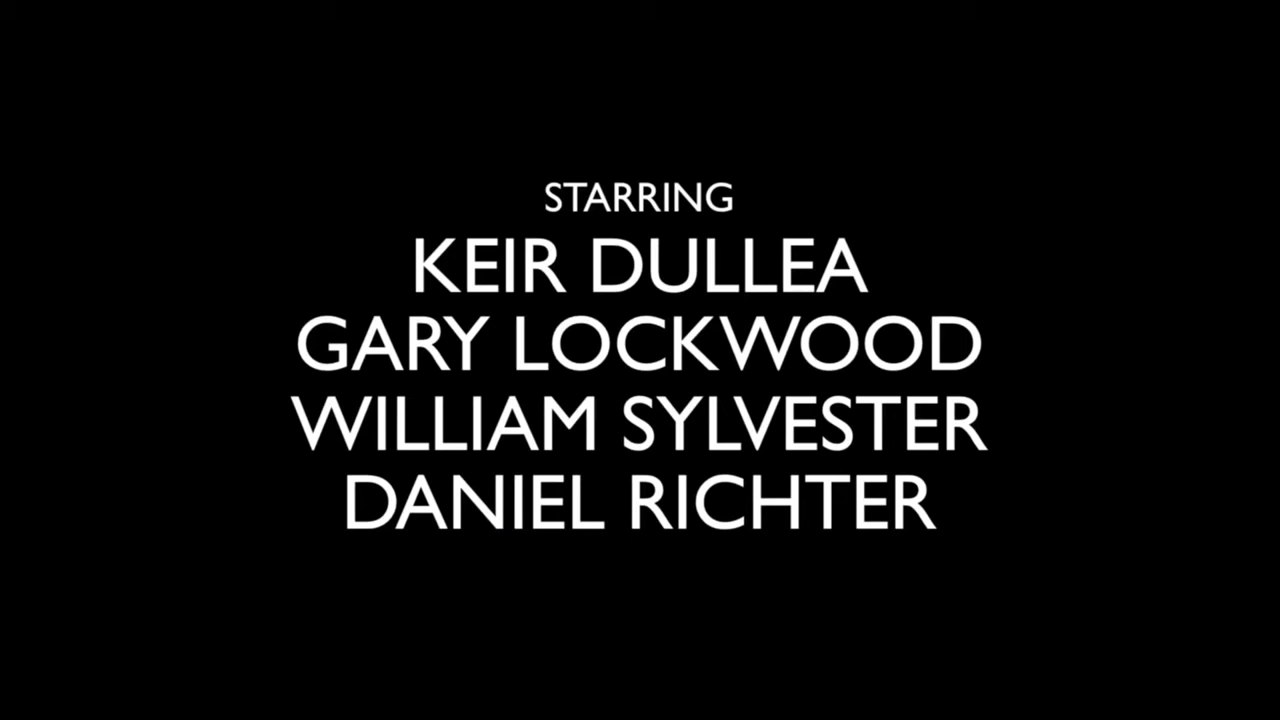 STARRING
KEIR DULLEA
GARY LOCKWOOD
WILLIAM SYLVESTER
DANIEL RICHTER